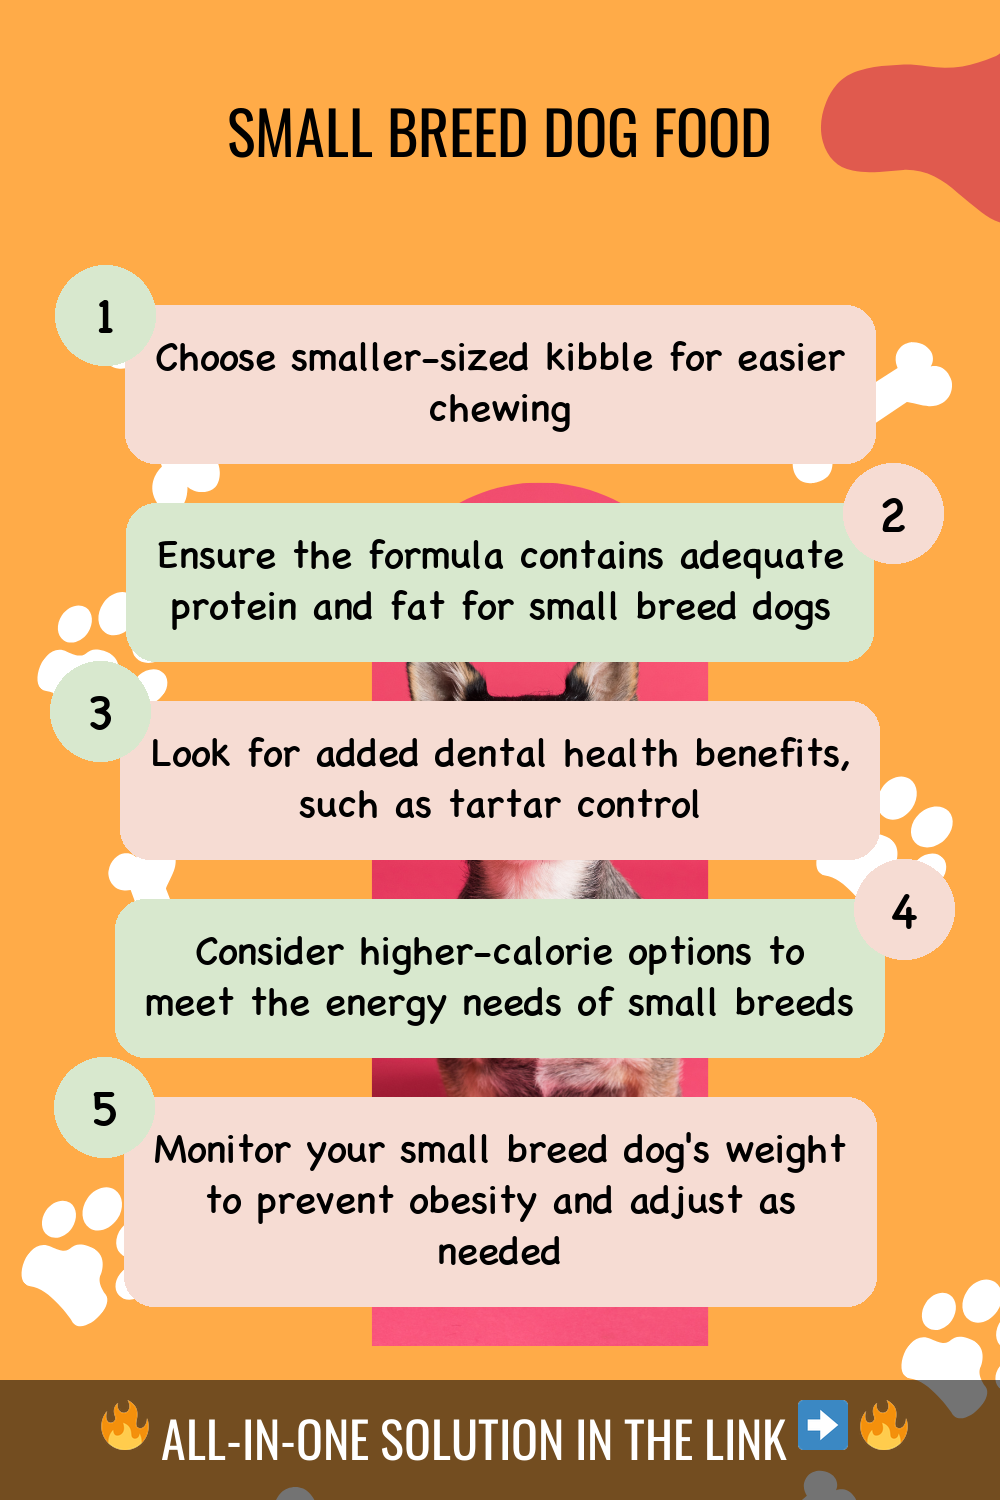 SMALL BREED DOG FOOD
1
Choose smaller-sized kibble for easier
chewing
2
Ensure the formula contains adequate
protein and fat for small breed dogs
3
Look for added dental health benefits,
such as tartar control
4
Consider higher-calorie options to
meet the energy needs of small breeds
5
Monitor your small breed dog's weight
to prevent obesity and adjust as
needed
🔥 ALL-IN-ONE SOLUTION IN THE LINK ➡️ 🔥